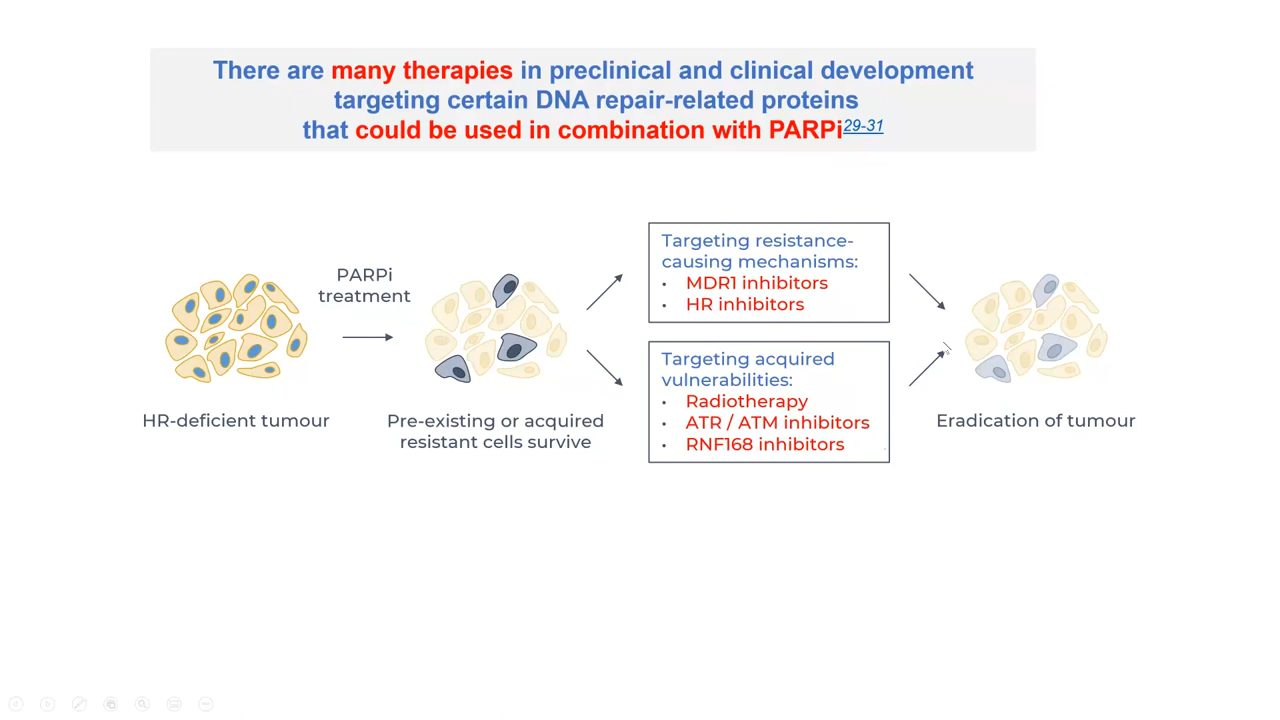 There are many therapies in preclinical and clinical development
targeting certain DNA repair-related proteins
that could be used in combination with PARPi29-31
PARPi
treatment
HR-deficient tumour
Pre-existing or acquired
resistant cells survive
Targeting resistance-
causing mechanisms:
• MDR1 inhibitors
• HR inhibitors
Targeting acquired
vulnerabilities:
• Radiotherapy
• ATR / ATM inhibitors
• RNF168 inhibitors
Eradication of tumour